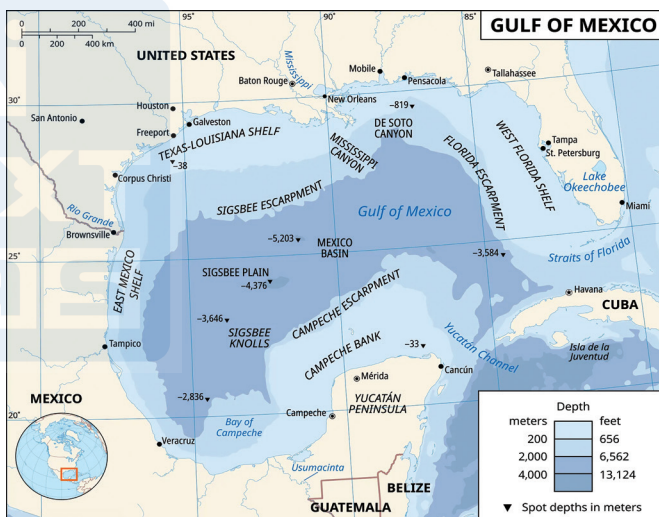 GULF OF MEXICO
0 200 400 mi
0 200 400 km
95°
90°
85°
UNITED STATES
Mississippi
Mobile
Pensacola
Tallahassee
Baton Rouge
New Orleans
30°
Houston
San Antonio
Galveston
Freeport
−819
DE SOTO
CANYON
TEXAS-LOUISIANA SHELF
−38
MISSISSIPPI
CANYON
FLORIDA ESCARPMENT
WEST FLORIDA SHELF
Tampa
St. Petersburg
Corpus Christi
SIGSBEE ESCARPMENT
Lake
Okeechobee
Gulf of Mexico
Miamí
Rio Grande
Brownsville
−5,203
MEXICO
BASIN
−3,584
Straits of Florida
25°
EAST MEXICO
SHELF
SIGSBEE PLAIN
−4,376
Havana
CUBA
−3,646
SIGSBEE
KNOLLS
CAMPECHE ESCARPMENT
CAMPECHE BANK
−33
Yucatán Channel
Isla de la
Juventud
Tampico
Cancún
Mérida
−2,836
YUCATÁN
PENINSULA
MEXICO
20°
Bay of
Campeche
Campeche
Veracruz
Usumacinta
BELIZE
GUATEMALA
Depth
meters feet
200 656
2,000 6,562
4,000 13,124
▼ Spot depths in meters